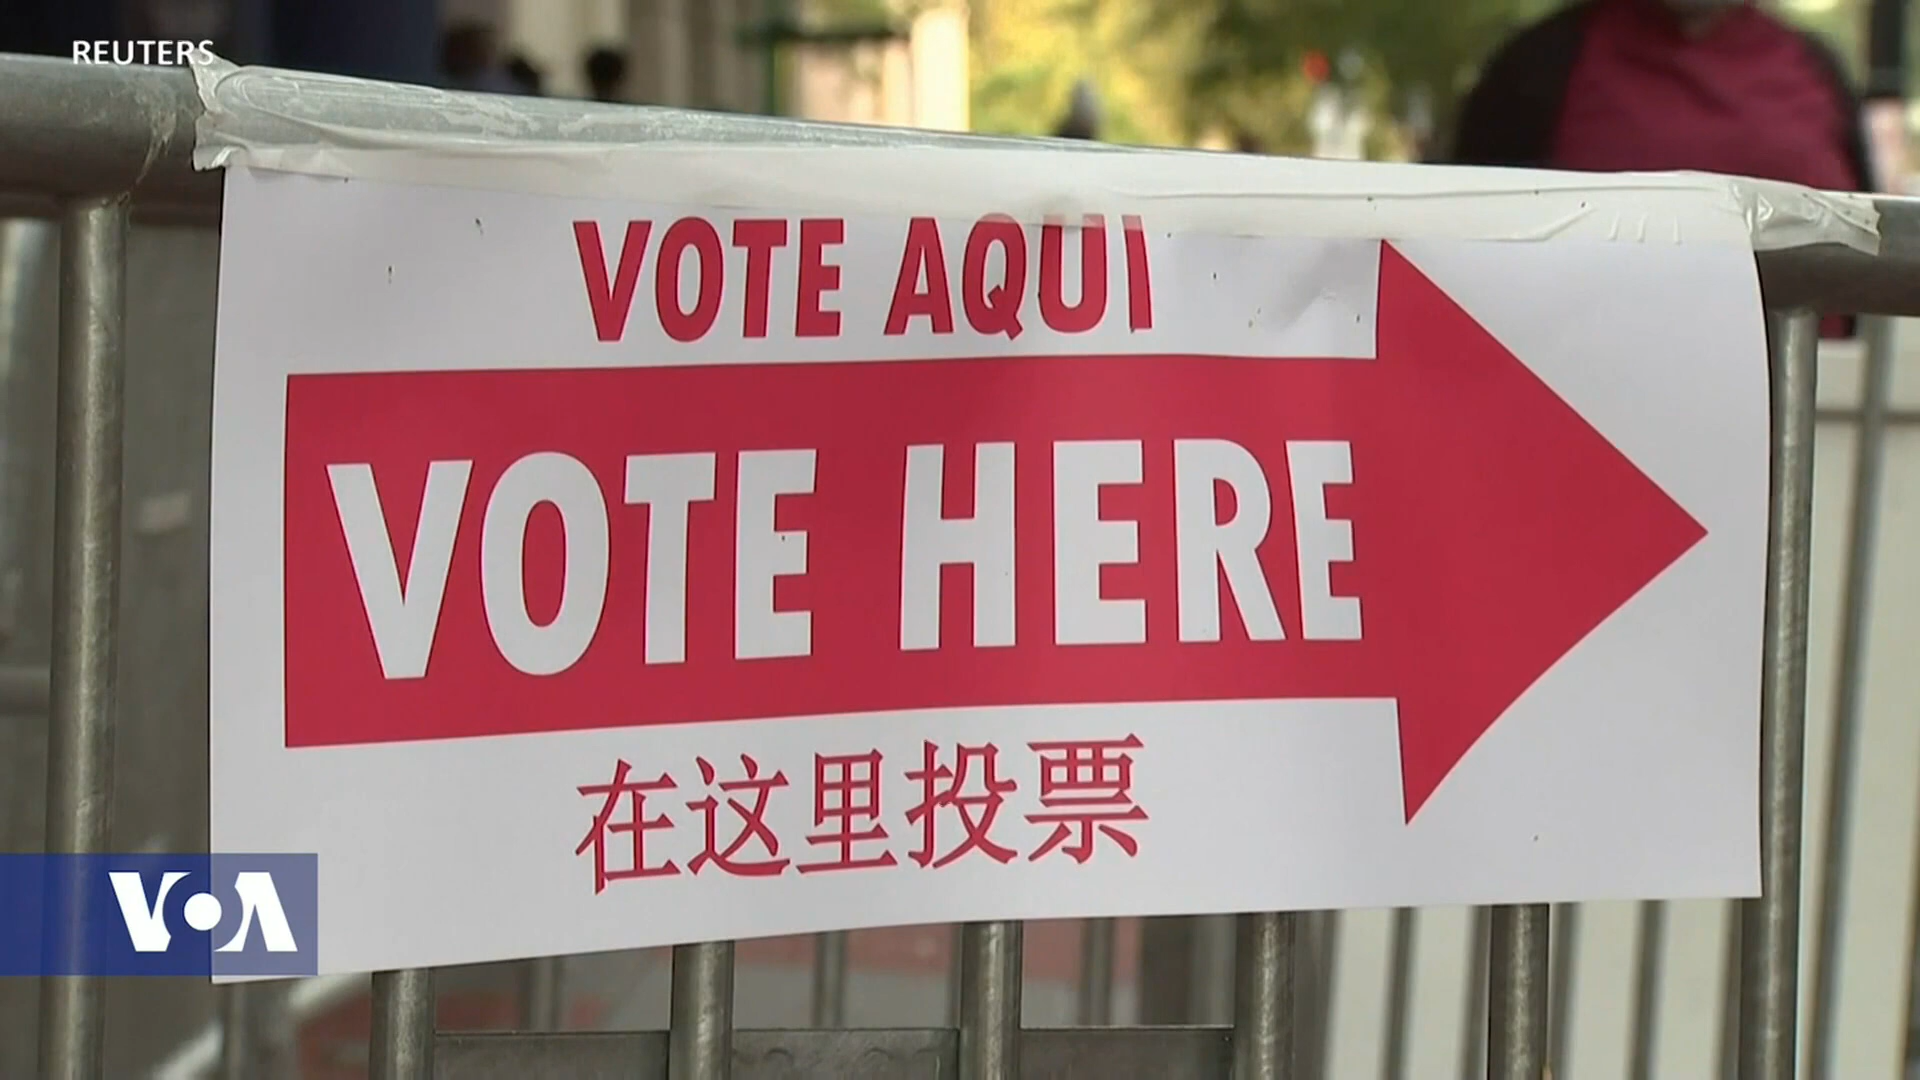 REUTERS
VOTE AQUI
VOTE HERE
在这里投票
VOA